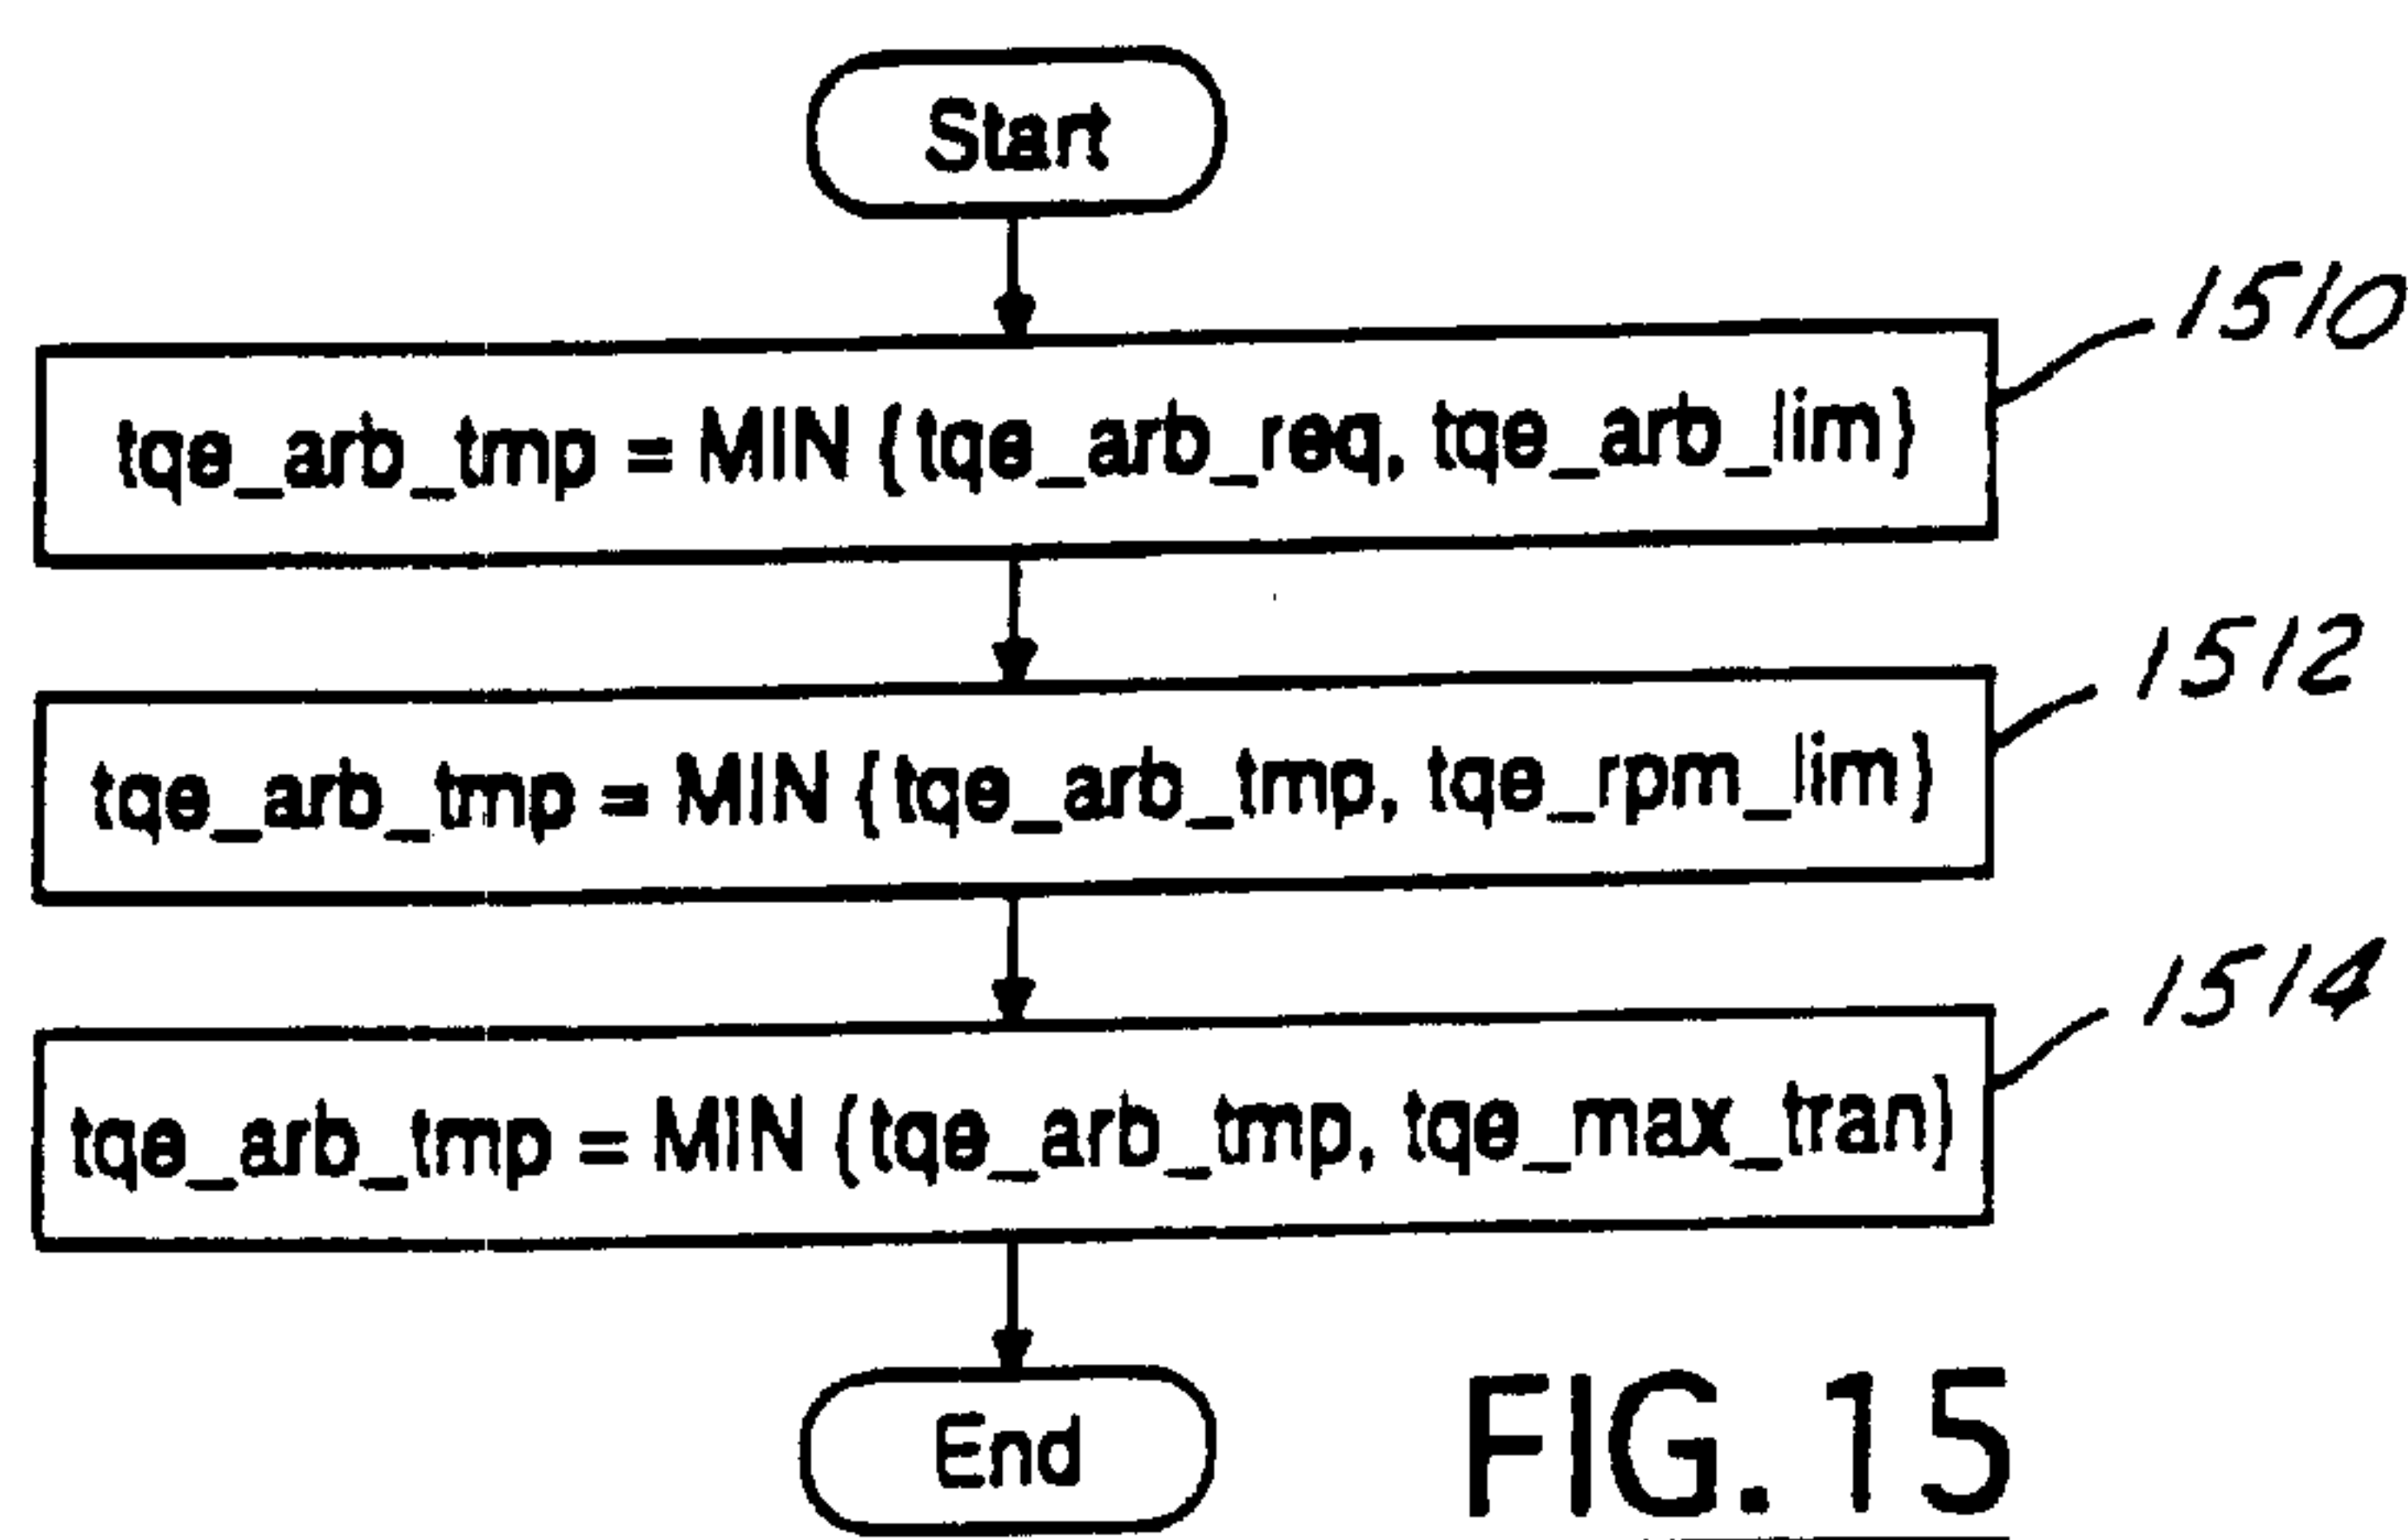 Start
1510
tqe_arb_tmp = MIN {tqe_arb_req, tqe_arb_lim}
1512
tqe_arb_tmp = MIN {tqe_arb_tmp, tqe_rpm_lim}
1514
tqe_arb_tmp = MIN {tqe_arb_tmp, tqe_max_tran}
End
FIG. 15